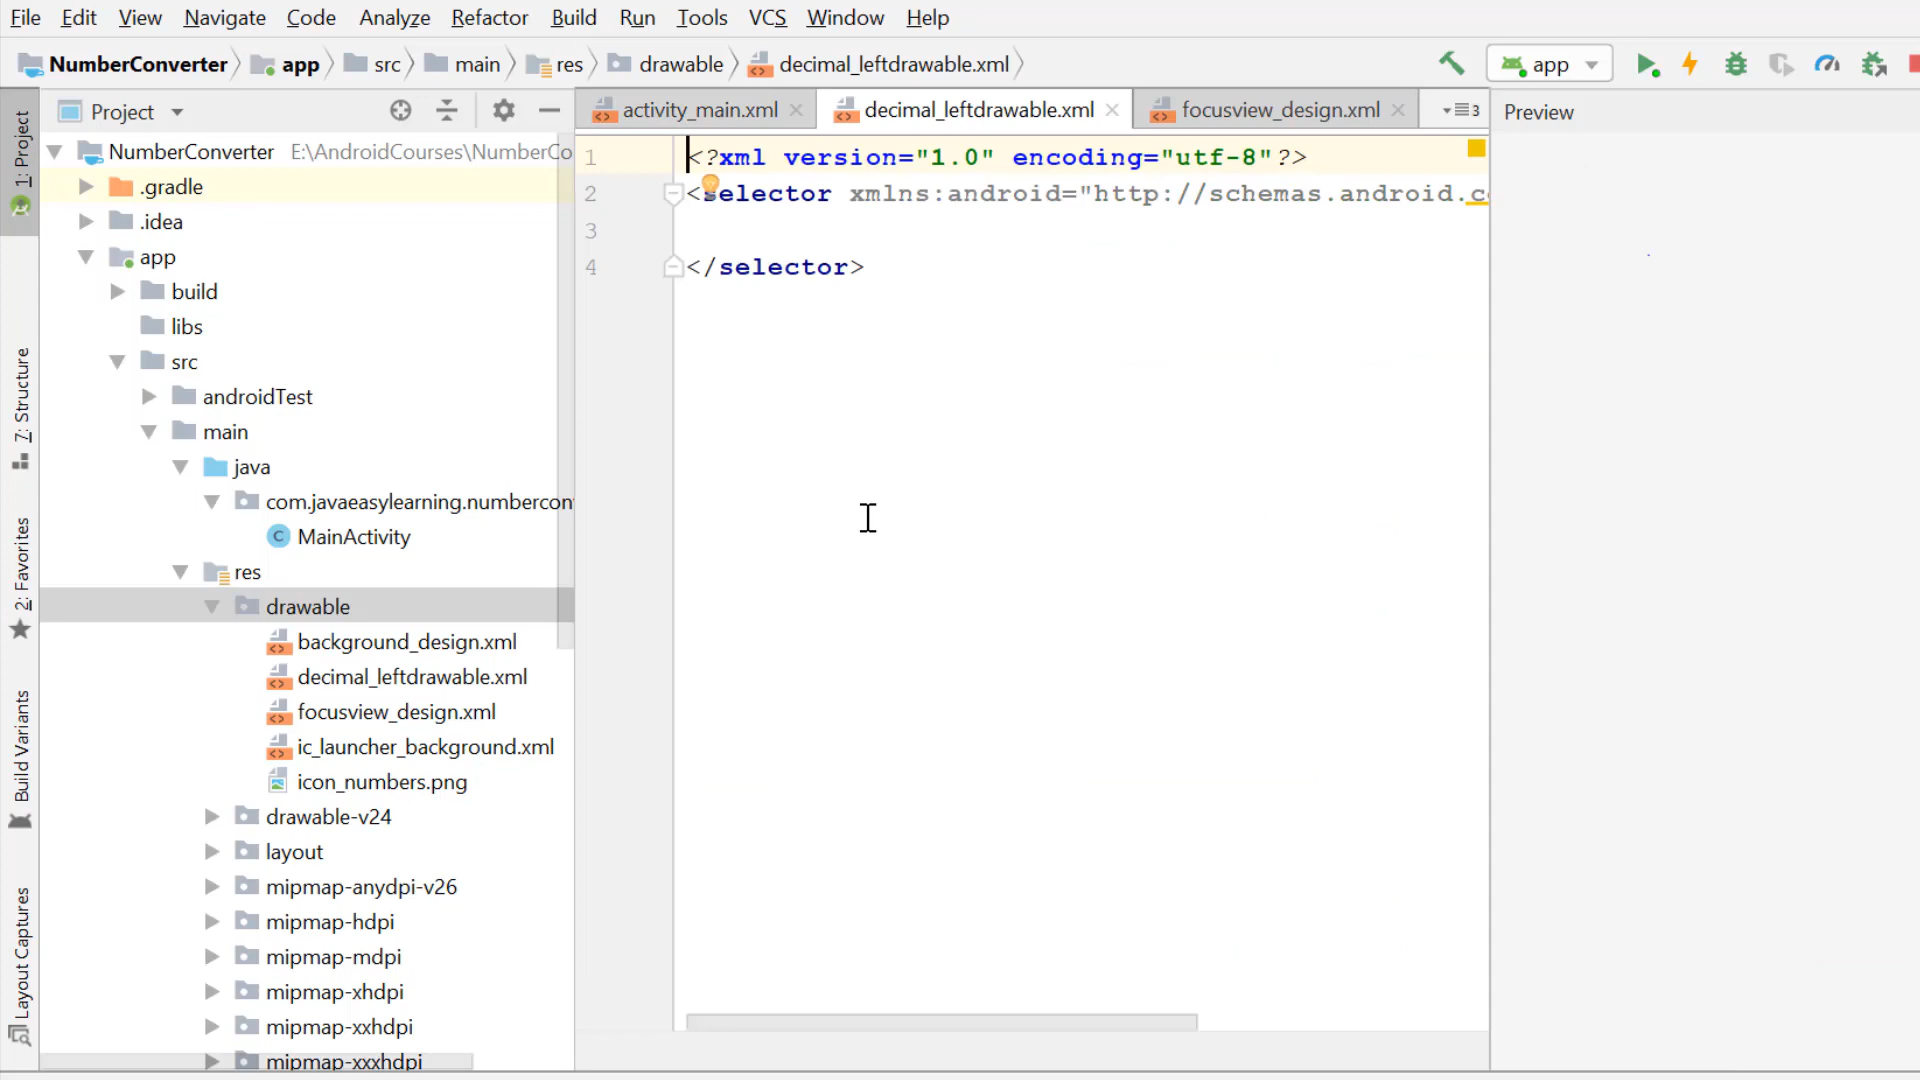 File Edit View Navigate Code Analyze Refactor Build Run Tools VCS Window Help
NumberConverter app src main res drawable decimal_leftdrawable.xml app
Project activity_main.xml decimal_leftdrawable.xml focusview_design.xml 3 Preview
1: Project
7: Structure
2: Favorites
Build Variants
Layout Captures
NumberConverter E:\AndroidCourses\NumberCo
.gradle
.idea
app
build
libs
src
androidTest
main
java
com.javaeasylearning.numbercon
MainActivity
res
drawable
background_design.xml
decimal_leftdrawable.xml
focusview_design.xml
ic_launcher_background.xml
icon_numbers.png
drawable-v24
layout
mipmap-anydpi-v26
mipmap-hdpi
mipmap-mdpi
mipmap-xhdpi
mipmap-xxhdpi
mipmap-xxxhdpi
1 <?xml version="1.0" encoding="utf-8"?>
2 <selector xmlns:android="http://schemas.android.co
3
4 </selector>